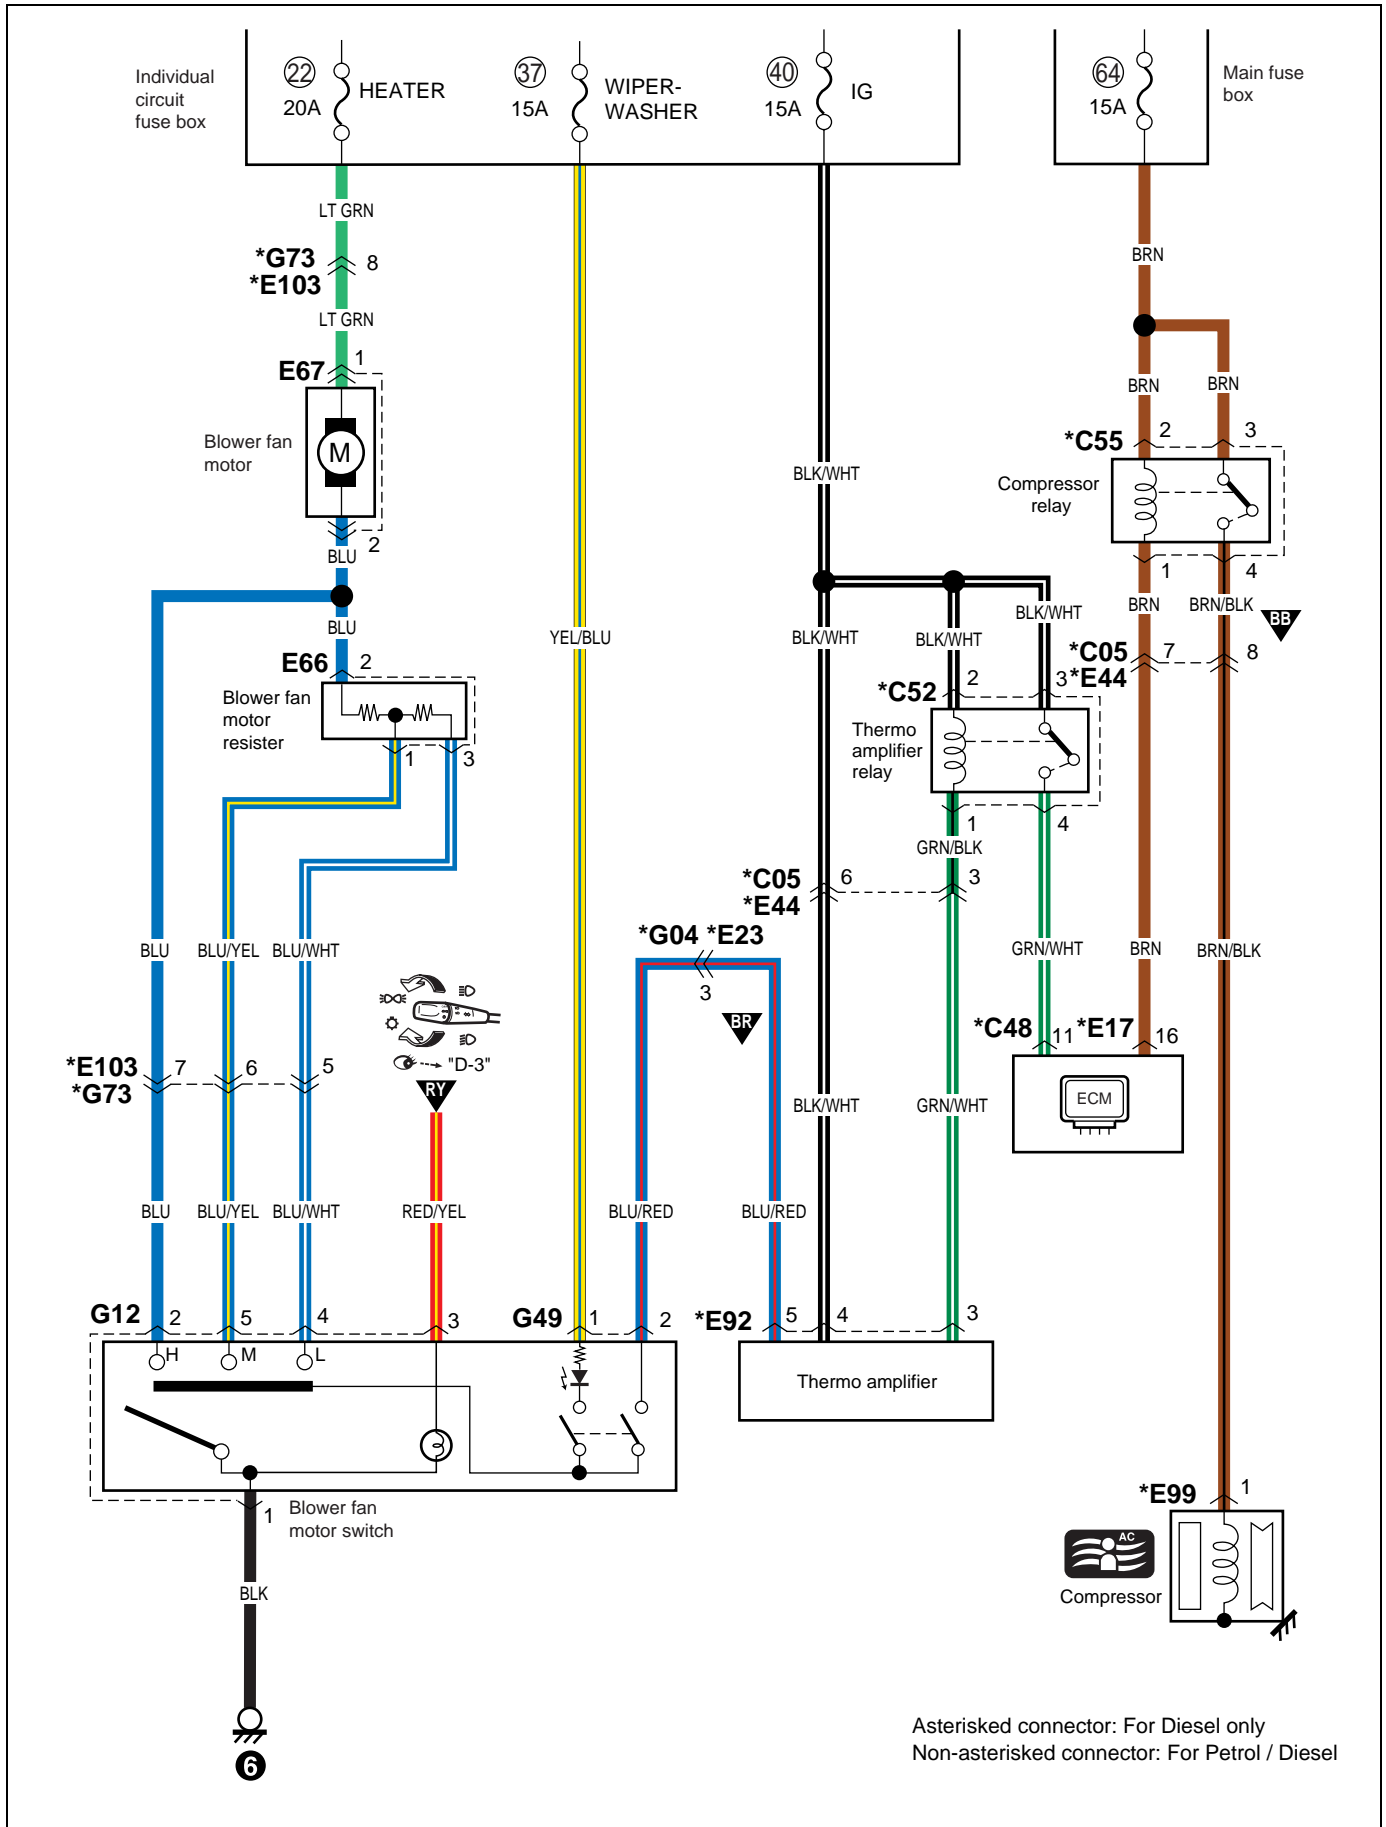 Individual
circuit
fuse box
22
20A
HEATER
37
15A
WIPER-
WASHER
40
15A
IG
64
15A
Main fuse
box
LT GRN
*G73
*E103
8
LT GRN
BRN
E67
1
BRN
BRN
Blower fan
motor
M
*C55
2
3
BLK/WHT
Compressor
relay
2
BLU
1
4
BLU
YEL/BLU
BLK/WHT
BLK/WHT
BLK/WHT
BRN
BRN/BLK
BB
E66
2
*C05
*E44
7
8
Blower fan
motor
resister
*C52
2
3
1
3
Thermo
amplifier
relay
1
4
GRN/BLK
*C05
*E44
6
3
*G04
*E23
3
BLU
BLU/YEL
BLU/WHT
GRN/WHT
BRN
BRN/BLK
BR
*C48
11
*E17
16
"D-3"
RY
*E103
*G73
7
6
5
ECM
BLK/WHT
GRN/WHT
BLU
BLU/YEL
BLU/WHT
RED/YEL
BLU/RED
BLU/RED
G12
2
5
4
3
G49
1
2
*E92
5
4
3
H
M
L
Thermo amplifier
1
Blower fan
motor switch
*E99
1
AC
Compressor
BLK
6
Asterisked connector: For Diesel only
Non-asterisked connector: For Petrol / Diesel